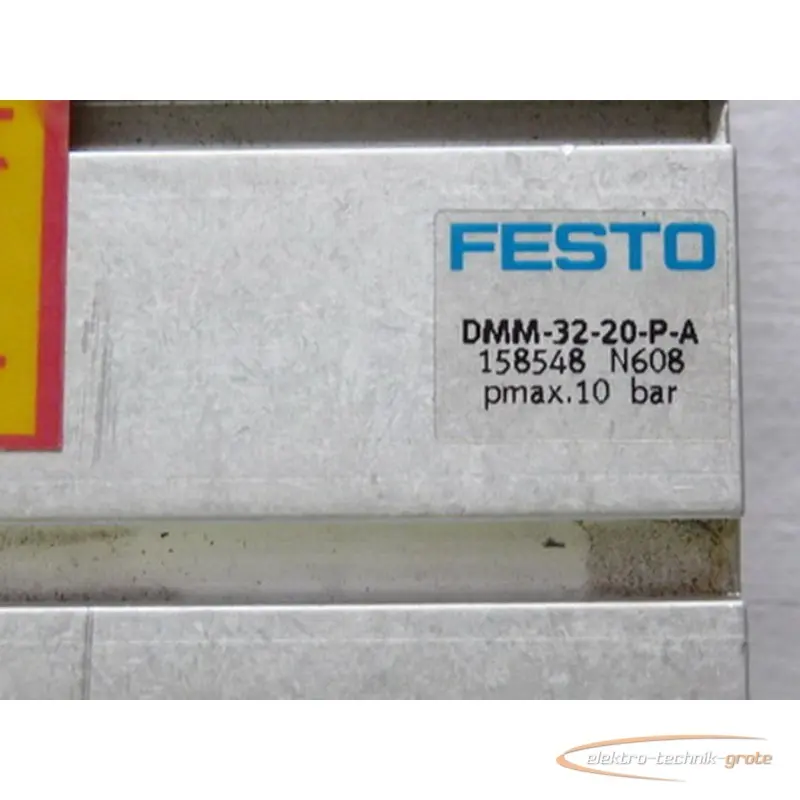 FESTO
DMM-32-20-P-A
158548 N608
pmax.10 bar
elektro-technik-grote